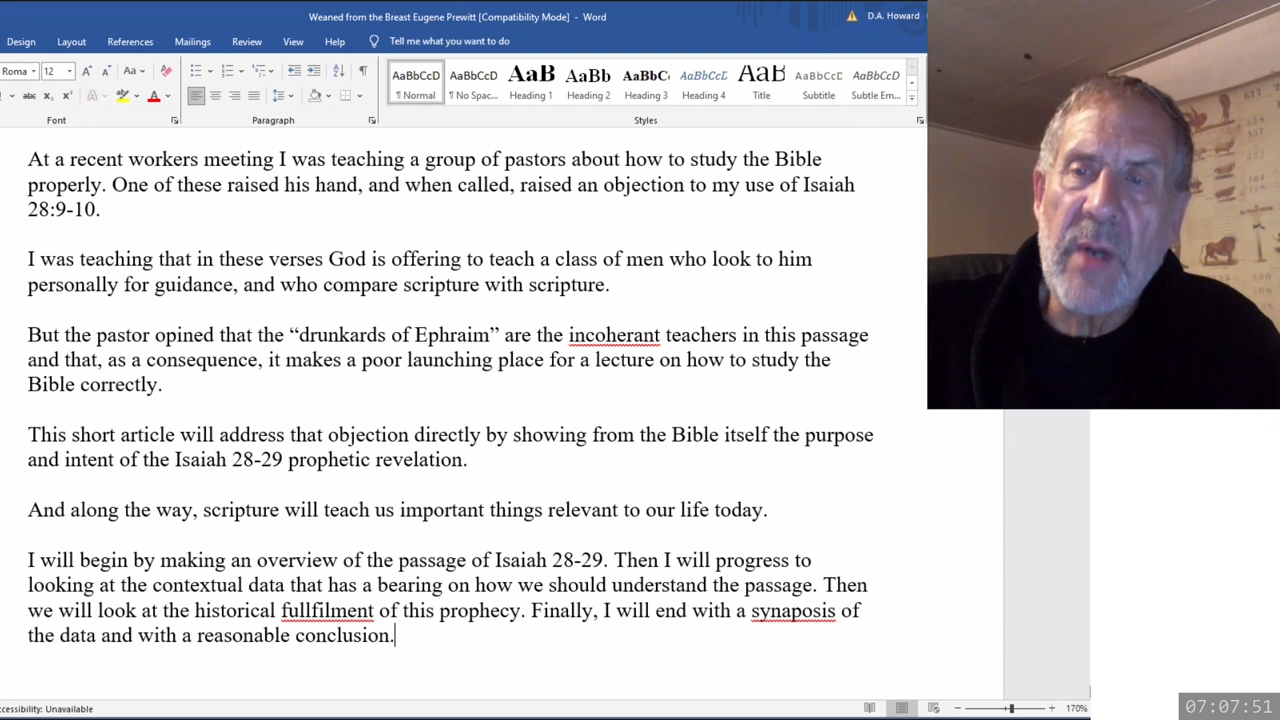 Weaned from the Breast Eugene Prewitt [Compatibility Mode] - Word
D.A. Howard
Design Layout References Mailings Review View Help Tell me what you want to do
Roma 12 Aa
AaBbCcD AaBbCcD AaB AaBb AaBbC AaBbCcD AaB AaBbCcD AaBbCcD
¶ Normal ¶ No Spac... Heading 1 Heading 2 Heading 3 Heading 4 Title Subtitle Subtle Em...
Font Paragraph Styles
At a recent workers meeting I was teaching a group of pastors about how to study the Bible
properly. One of these raised his hand, and when called, raised an objection to my use of Isaiah
28:9-10.
I was teaching that in these verses God is offering to teach a class of men who look to him
personally for guidance, and who compare scripture with scripture.
But the pastor opined that the “drunkards of Ephraim” are the incoherant teachers in this passage
and that, as a consequence, it makes a poor launching place for a lecture on how to study the
Bible correctly.
This short article will address that objection directly by showing from the Bible itself the purpose
and intent of the Isaiah 28-29 prophetic revelation.
And along the way, scripture will teach us important things relevant to our life today.
I will begin by making an overview of the passage of Isaiah 28-29. Then I will progress to
looking at the contextual data that has a bearing on how we should understand the passage. Then
we will look at the historical fullfilment of this prophecy. Finally, I will end with a synaposis of
the data and with a reasonable conclusion.
ccessibility: Unavailable
170%
07:07:51